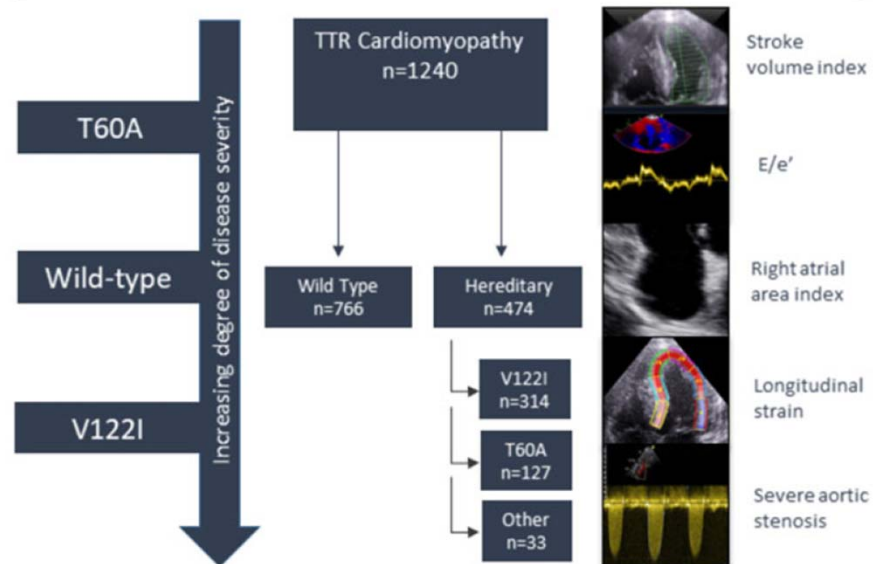 T60A
Wild-type
V122I
Increasing degree of disease severity
TTR Cardiomyopathy
n=1240
Wild Type
n=766
Hereditary
n=474
V122I
n=314
T60A
n=127
Other
n=33
Stroke
volume index
E/e’
Right atrial
area index
Longitudinal
strain
Severe aortic
stenosis